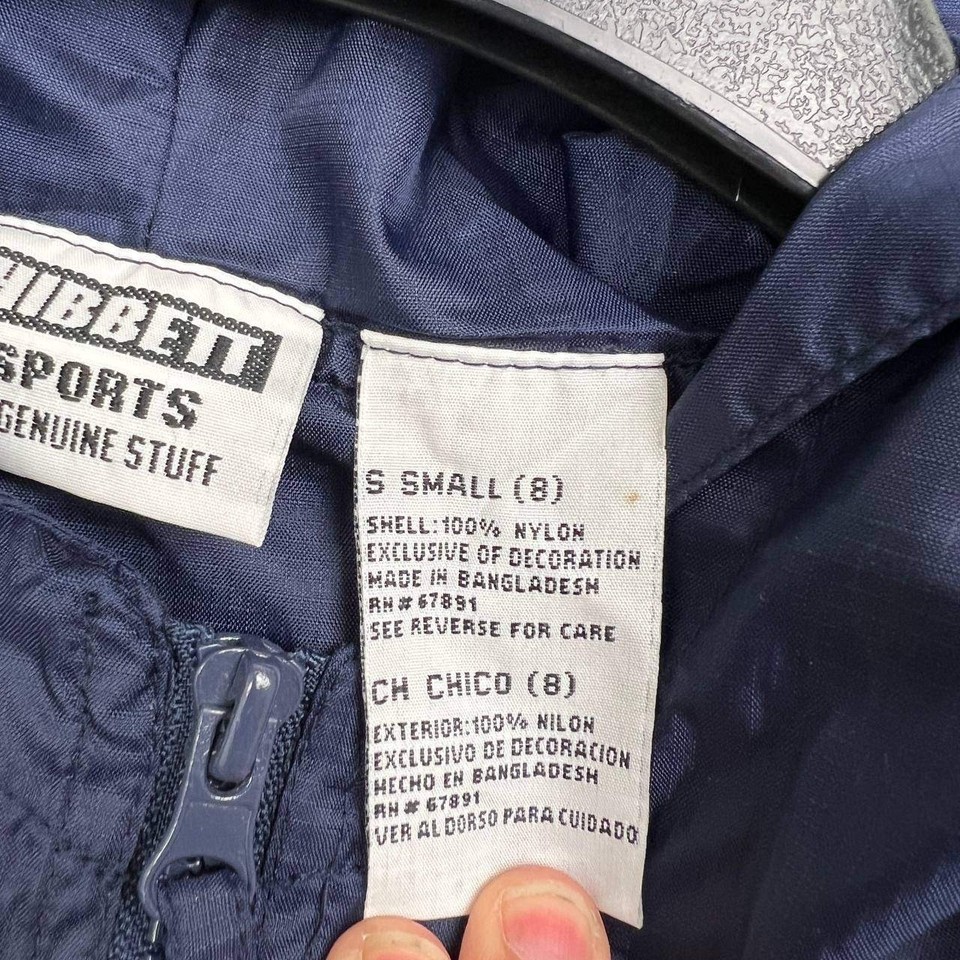 SPORTS
GENUINE STUFF
S SMALL (8)
SHELL:100% NYLON
EXCLUSIVE OF DECORATION
MADE IN BANGLADESH
RN# 67891
SEE REVERSE FOR CARE
CH CHICO (8)
EXTERIOR:100% NILON
EXCLUSIVO DE DECORACION
HECHO EN BANGLADESH
RN# 67891
VER AL DORSO PARA CUIDADO